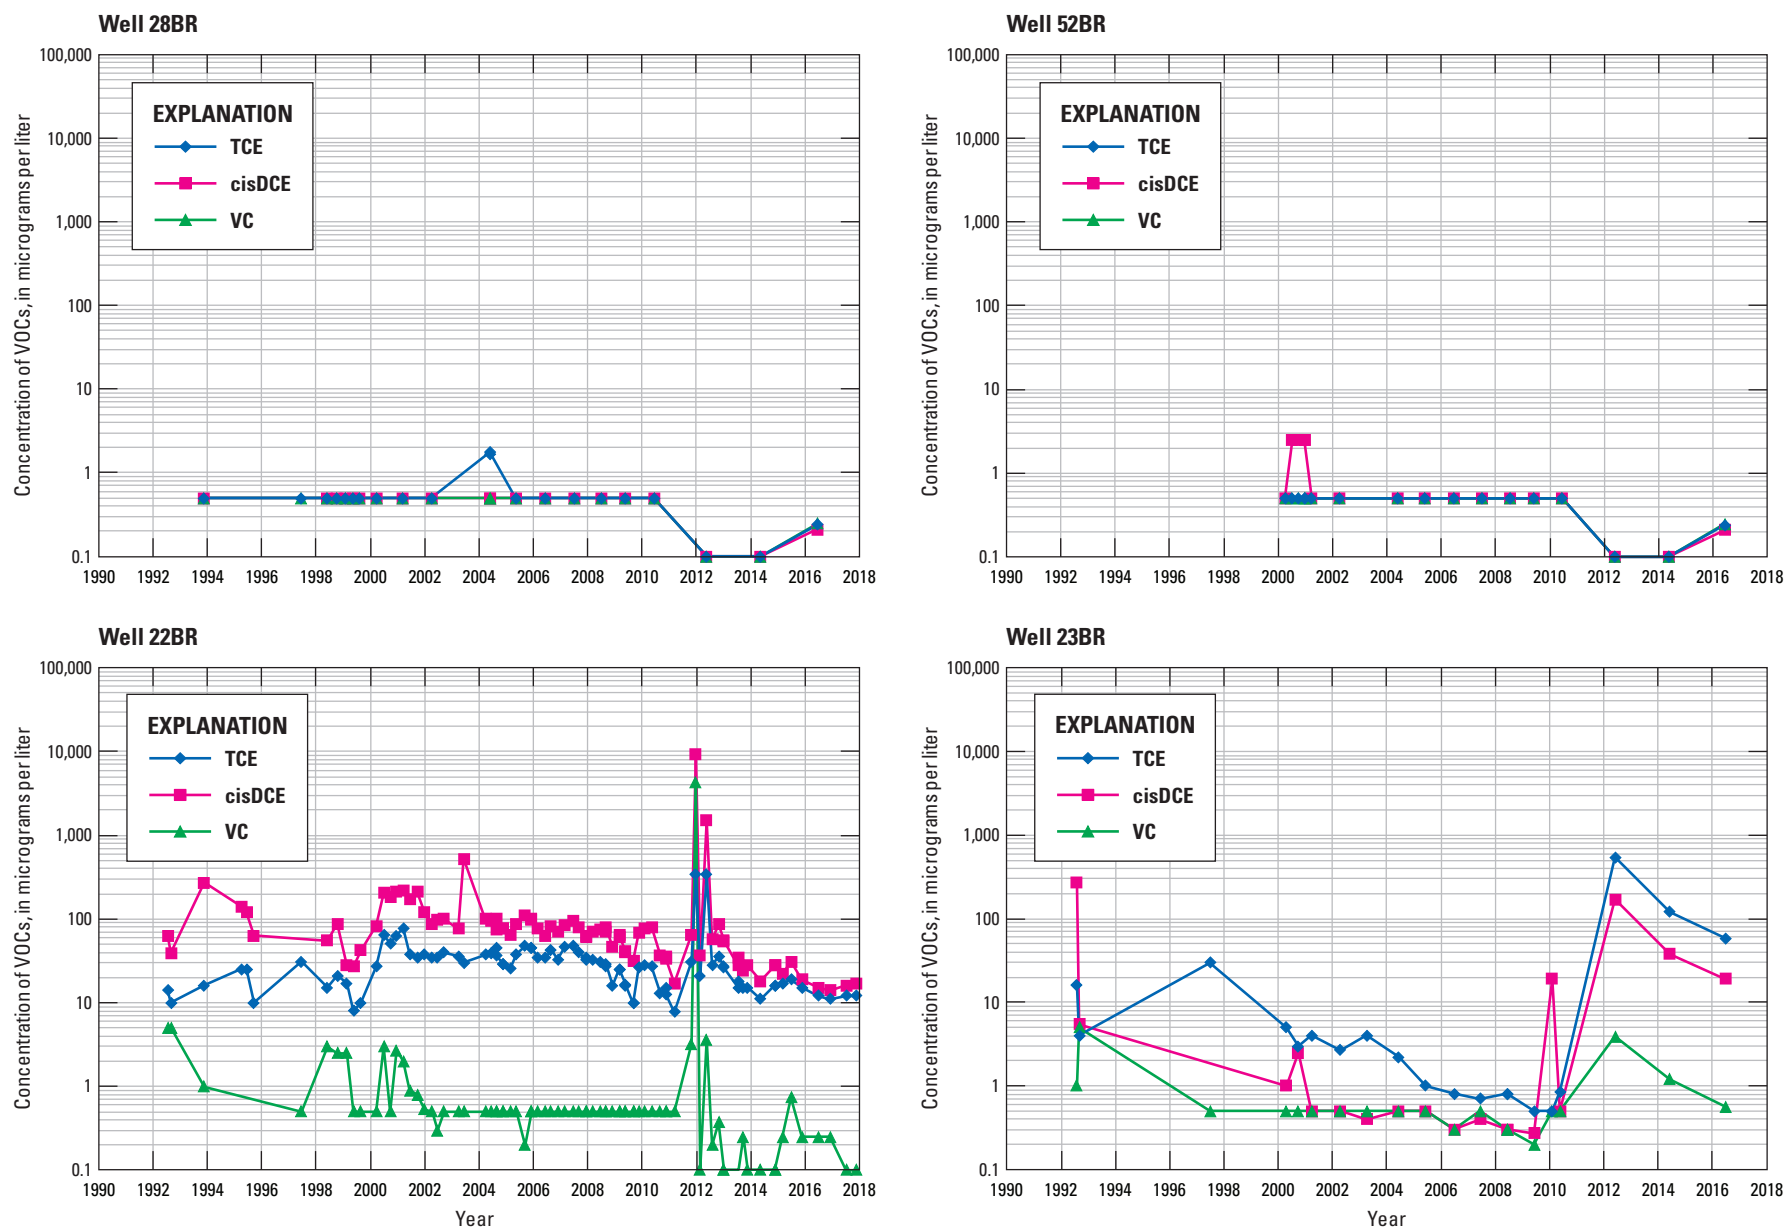 Well 28BR
Concentration of VOCs, in micrograms per liter
100,000
10,000
1,000
100
10
1
0.1
EXPLANATION
TCE
cisDCE
VC
1990 1992 1994 1996 1998 2000 2002 2004 2006 2008 2010 2012 2014 2016 2018
Well 52BR
Concentration of VOCs, in micrograms per liter
100,000
10,000
1,000
100
10
1
0.1
EXPLANATION
TCE
cisDCE
VC
1990 1992 1994 1996 1998 2000 2002 2004 2006 2008 2010 2012 2014 2016 2018
Well 22BR
Concentration of VOCs, in micrograms per liter
100,000
10,000
1,000
100
10
1
0.1
EXPLANATION
TCE
cisDCE
VC
1990 1992 1994 1996 1998 2000 2002 2004 2006 2008 2010 2012 2014 2016 2018
Year
Well 23BR
Concentration of VOCs, in micrograms per liter
100,000
10,000
1,000
100
10
1
0.1
EXPLANATION
TCE
cisDCE
VC
1990 1992 1994 1996 1998 2000 2002 2004 2006 2008 2010 2012 2014 2016 2018
Year